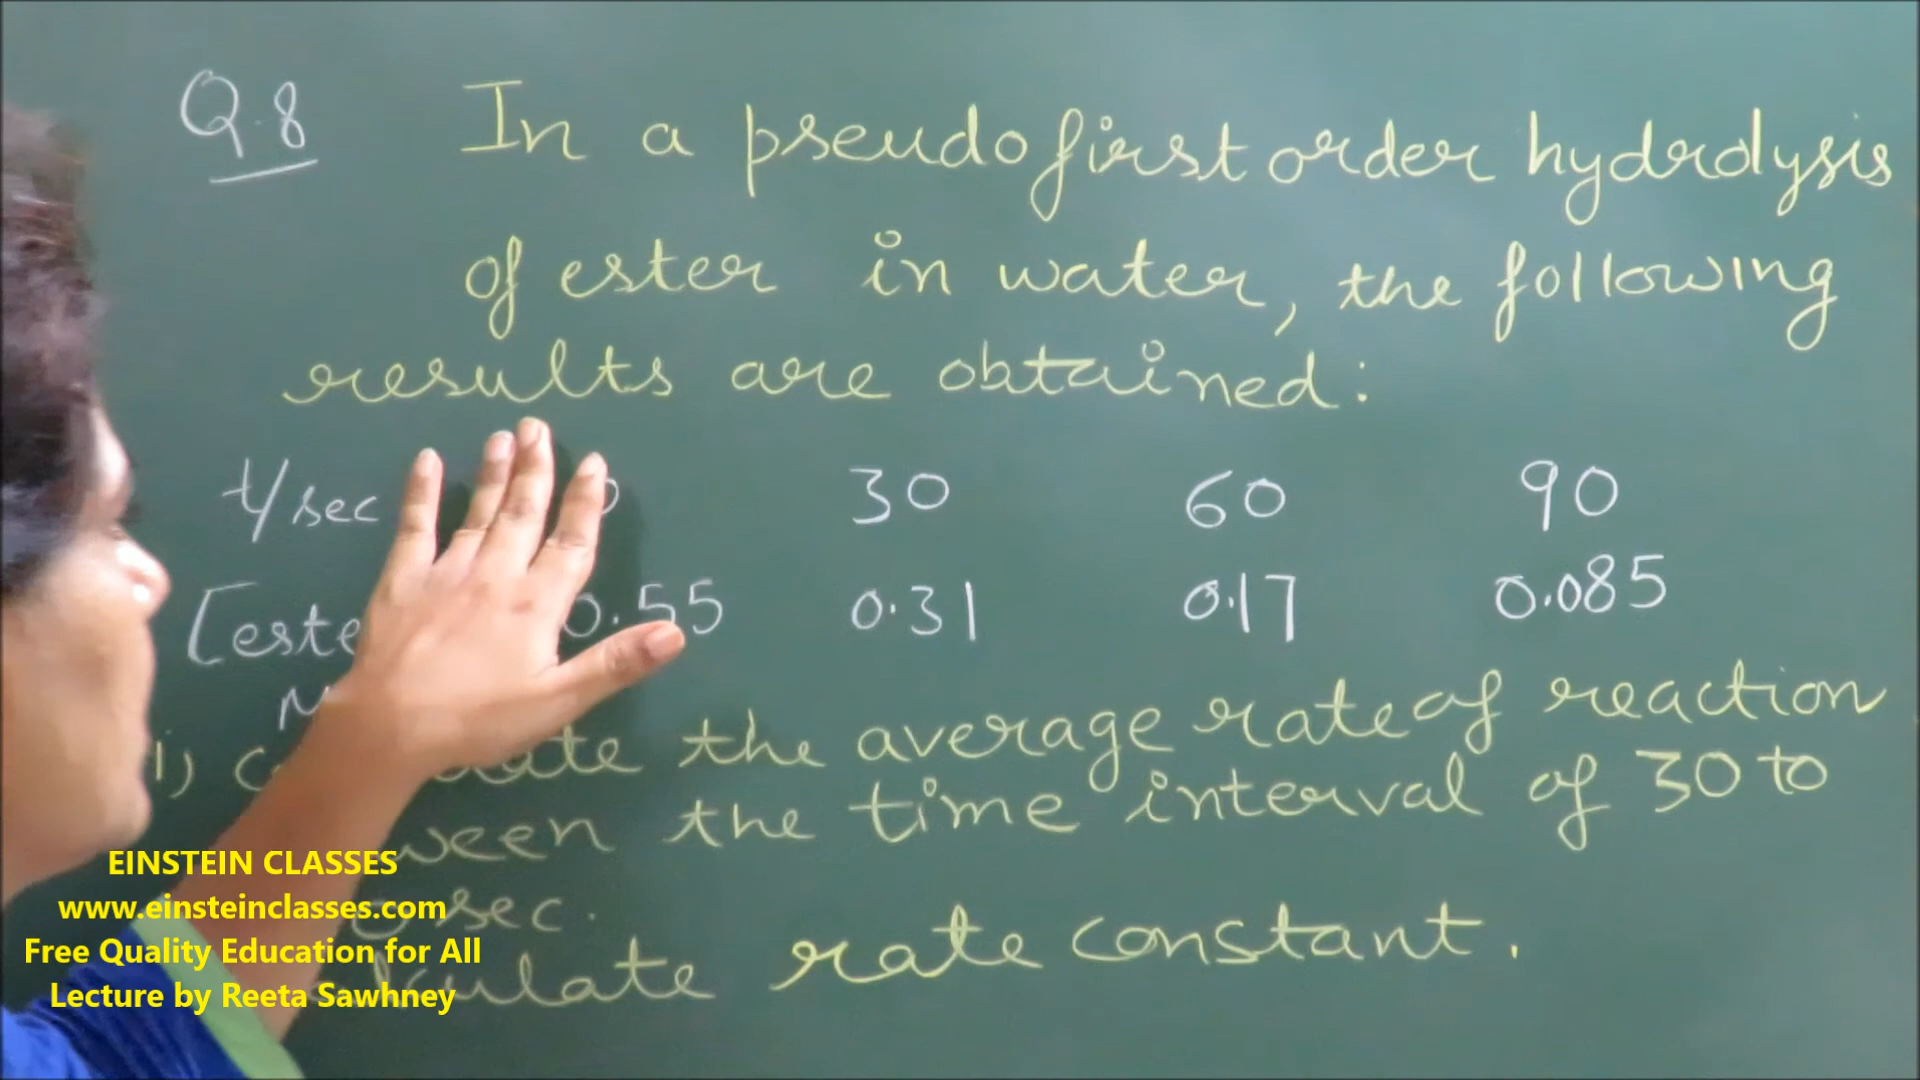 Q.8 In a pseudo first order hydrolysis
of ester in water, the following
results are obtained:
t/sec 30 60 90
[este 0.55 0.31 0.17 0.085
i) the average rate of reaction
the time interval of 30 to
sec.
rate constant.
EINSTEIN CLASSES
www.einsteinclasses.com
Free Quality Education for All
Lecture by Reeta Sawhney